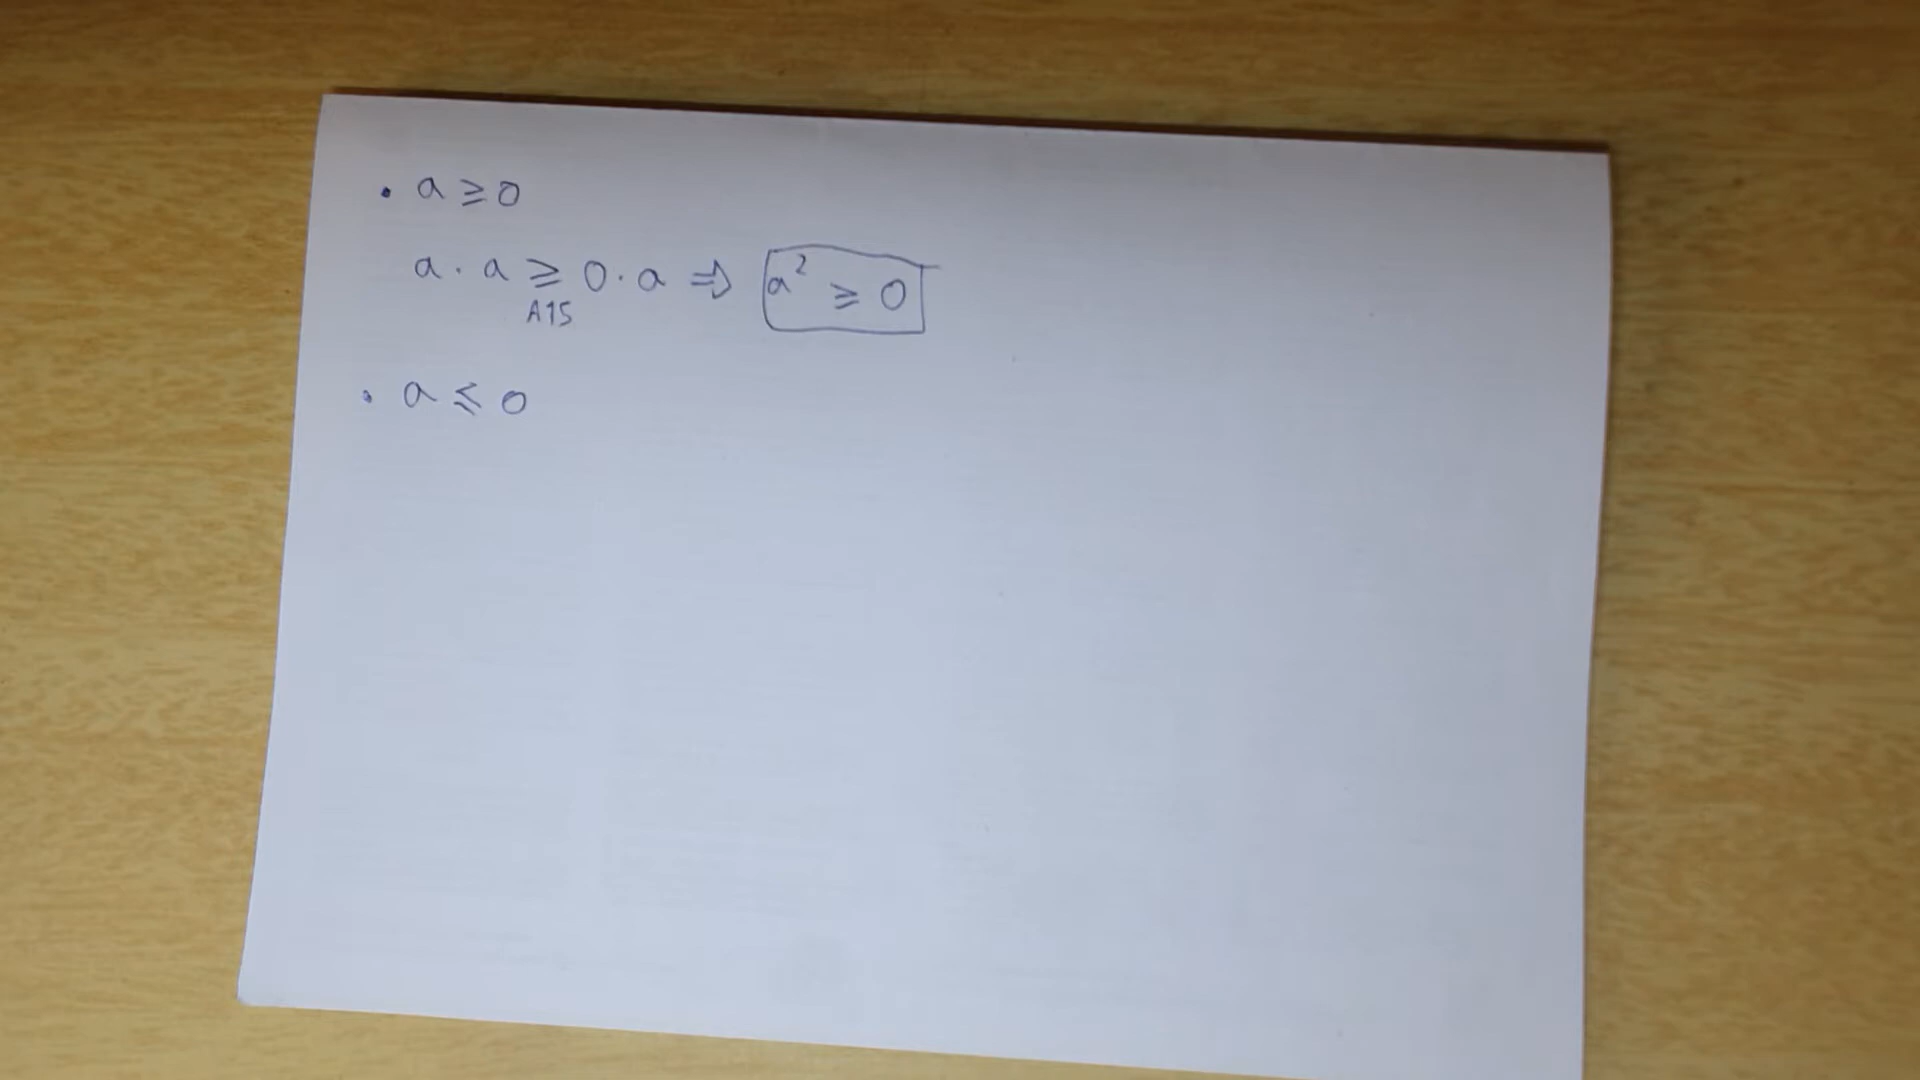 • a ≥ 0
a · a ≥ 0 · a ⇒ a² ≥ 0
A15
• a ≤ 0